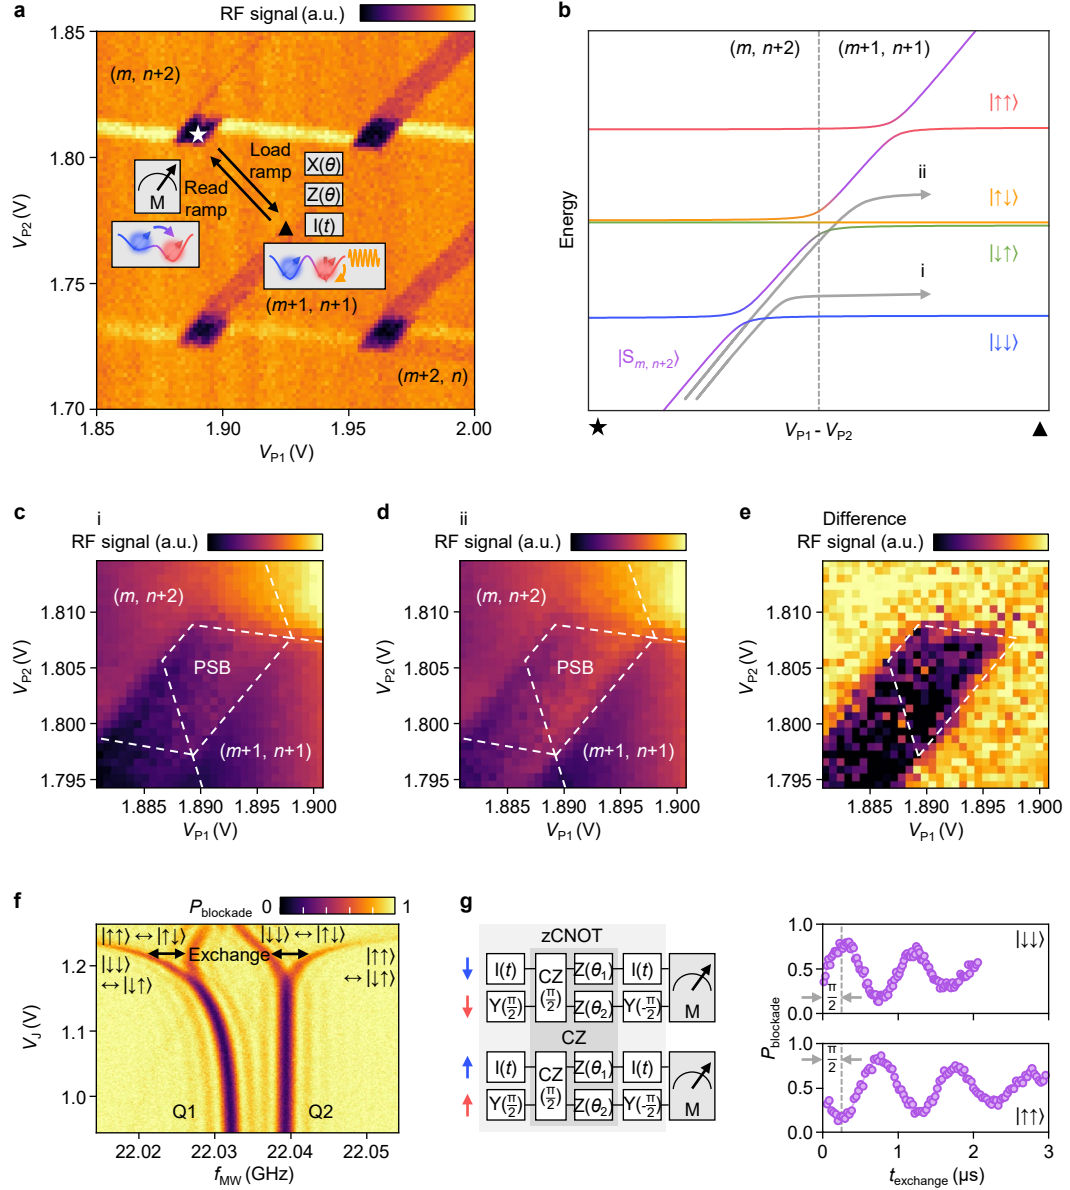 a
RF signal (a.u.)
(m, n+2)
Load
ramp
Read
ramp
M
X(θ)
Z(θ)
I(t)
(m+1, n+1)
(m+2, n)
1.85
1.80
1.75
1.70
V_P2 (V)
1.85
1.90
1.95
2.00
V_P1 (V)
b
(m, n+2)
(m+1, n+1)
|↑↑⟩
ii
|↑↓⟩
|↓↑⟩
i
|S_m, n+2⟩
|↓↓⟩
Energy
V_P1 - V_P2
c
i
RF signal (a.u.)
(m, n+2)
PSB
(m+1, n+1)
1.810
1.805
1.800
1.795
V_P2 (V)
1.885
1.890
1.895
1.900
V_P1 (V)
d
ii
RF signal (a.u.)
(m, n+2)
PSB
(m+1, n+1)
1.810
1.805
1.800
1.795
V_P2 (V)
1.885
1.890
1.895
1.900
V_P1 (V)
e
Difference
RF signal (a.u.)
1.810
1.805
1.800
1.795
V_P2 (V)
1.885
1.890
1.895
1.900
V_P1 (V)
f
P_blockade 0 1
|↑↑⟩ ↔ |↑↓⟩
|↓↓⟩ ↔ |↑↓⟩
Exchange
|↓↓⟩
↔ |↓↑⟩
|↑↑⟩
↔ |↓↑⟩
Q1
Q2
1.2
1.1
1.0
V_J (V)
22.02
22.03
22.04
22.05
f_MW (GHz)
g
zCNOT
I(t)
CZ
(π/2)
Z(θ₁)
I(t)
Y(π/2)
Z(θ₂)
Y(-π/2)
M
CZ
I(t)
CZ
(π/2)
Z(θ₁)
I(t)
Y(π/2)
Z(θ₂)
Y(-π/2)
M
1.0
0.5
0.0
π/2
|↓↓⟩
P_blockade
1.0
0.5
0.0
π/2
|↑↑⟩
0
1
2
3
t_exchange (µs)